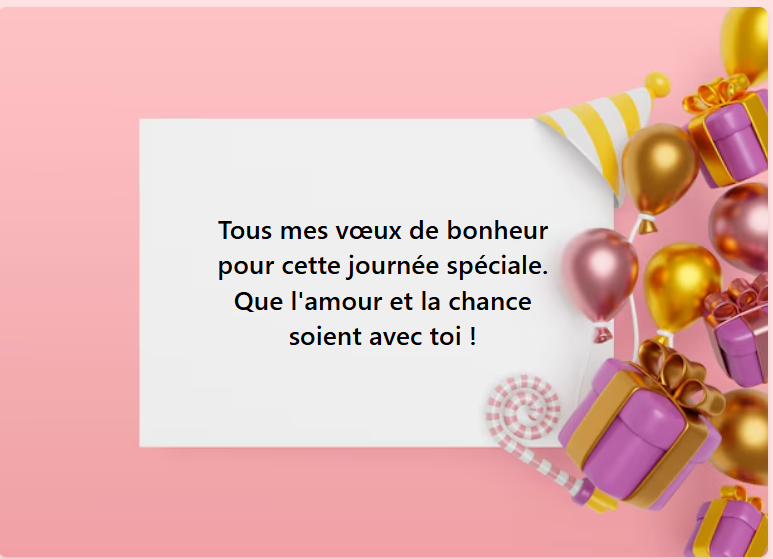 Tous mes vœux de bonheur
pour cette journée spéciale.
Que l'amour et la chance
soient avec toi !